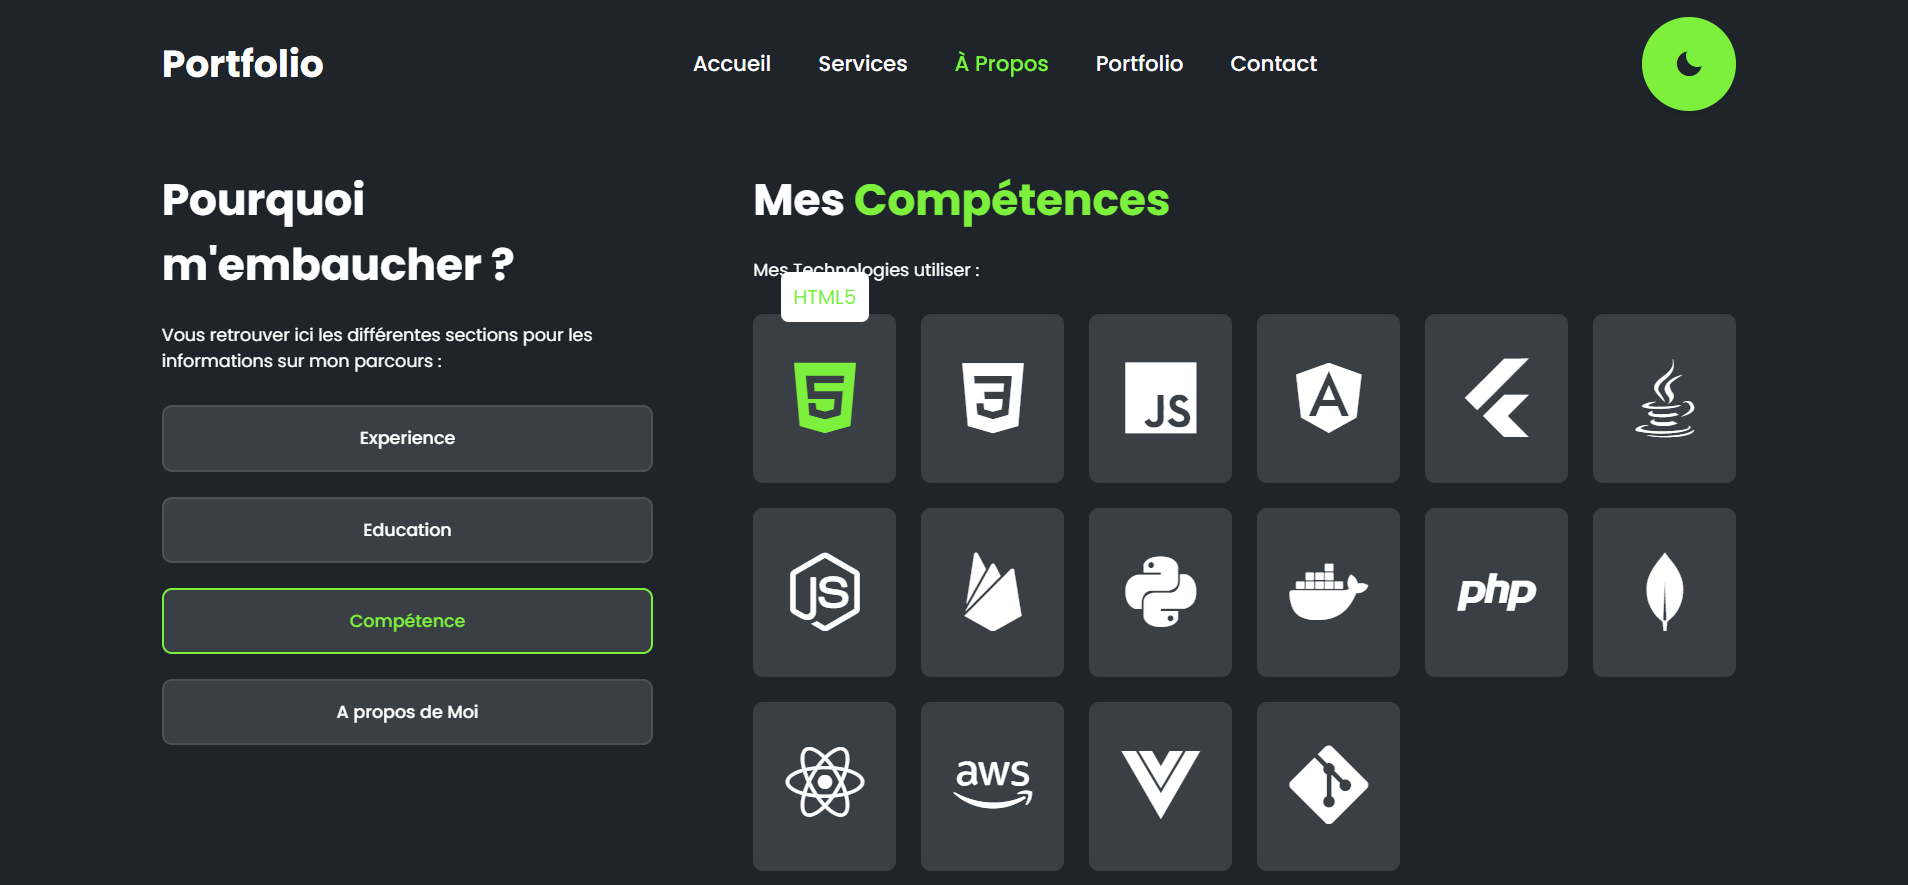 Portfolio
Accueil Services À Propos Portfolio Contact
Pourquoi
m'embaucher ?
Vous retrouver ici les différentes sections pour les
informations sur mon parcours :
Experience
Education
Compétence
A propos de Moi
Mes Compétences
Mes Technologies utiliser :
HTML5
JS
JS
php
aws